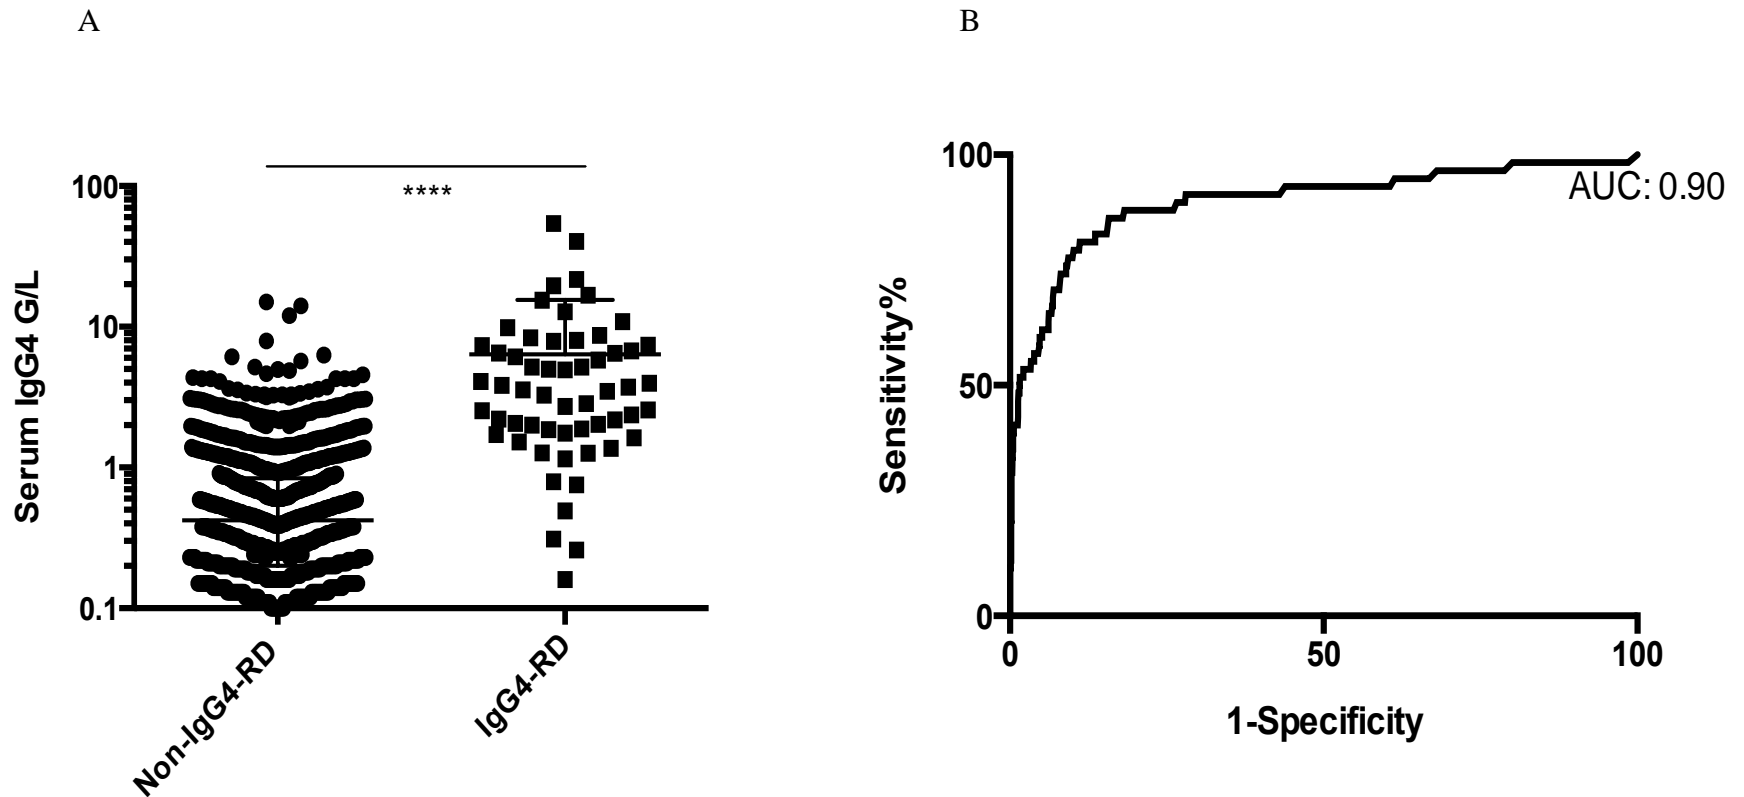 A
B
****
100
10
1
0.1
Serum IgG4 G/L
Non-IgG4-RD
IgG4-RD
100
50
0
Sensitivity%
AUC: 0.90
0
50
100
1-Specificity